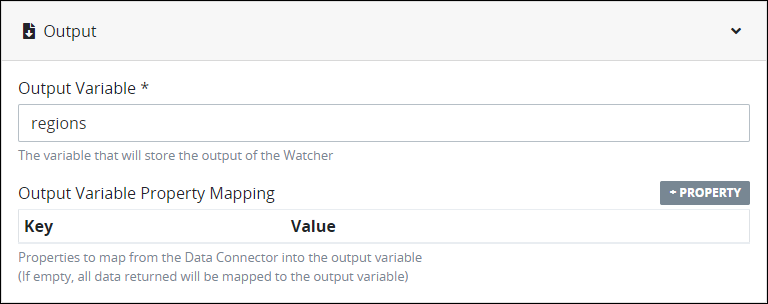 Output
Output Variable *
regions
The variable that will store the output of the Watcher
Output Variable Property Mapping
+ PROPERTY
Key Value
Properties to map from the Data Connector into the output variable
(If empty, all data returned will be mapped to the output variable)